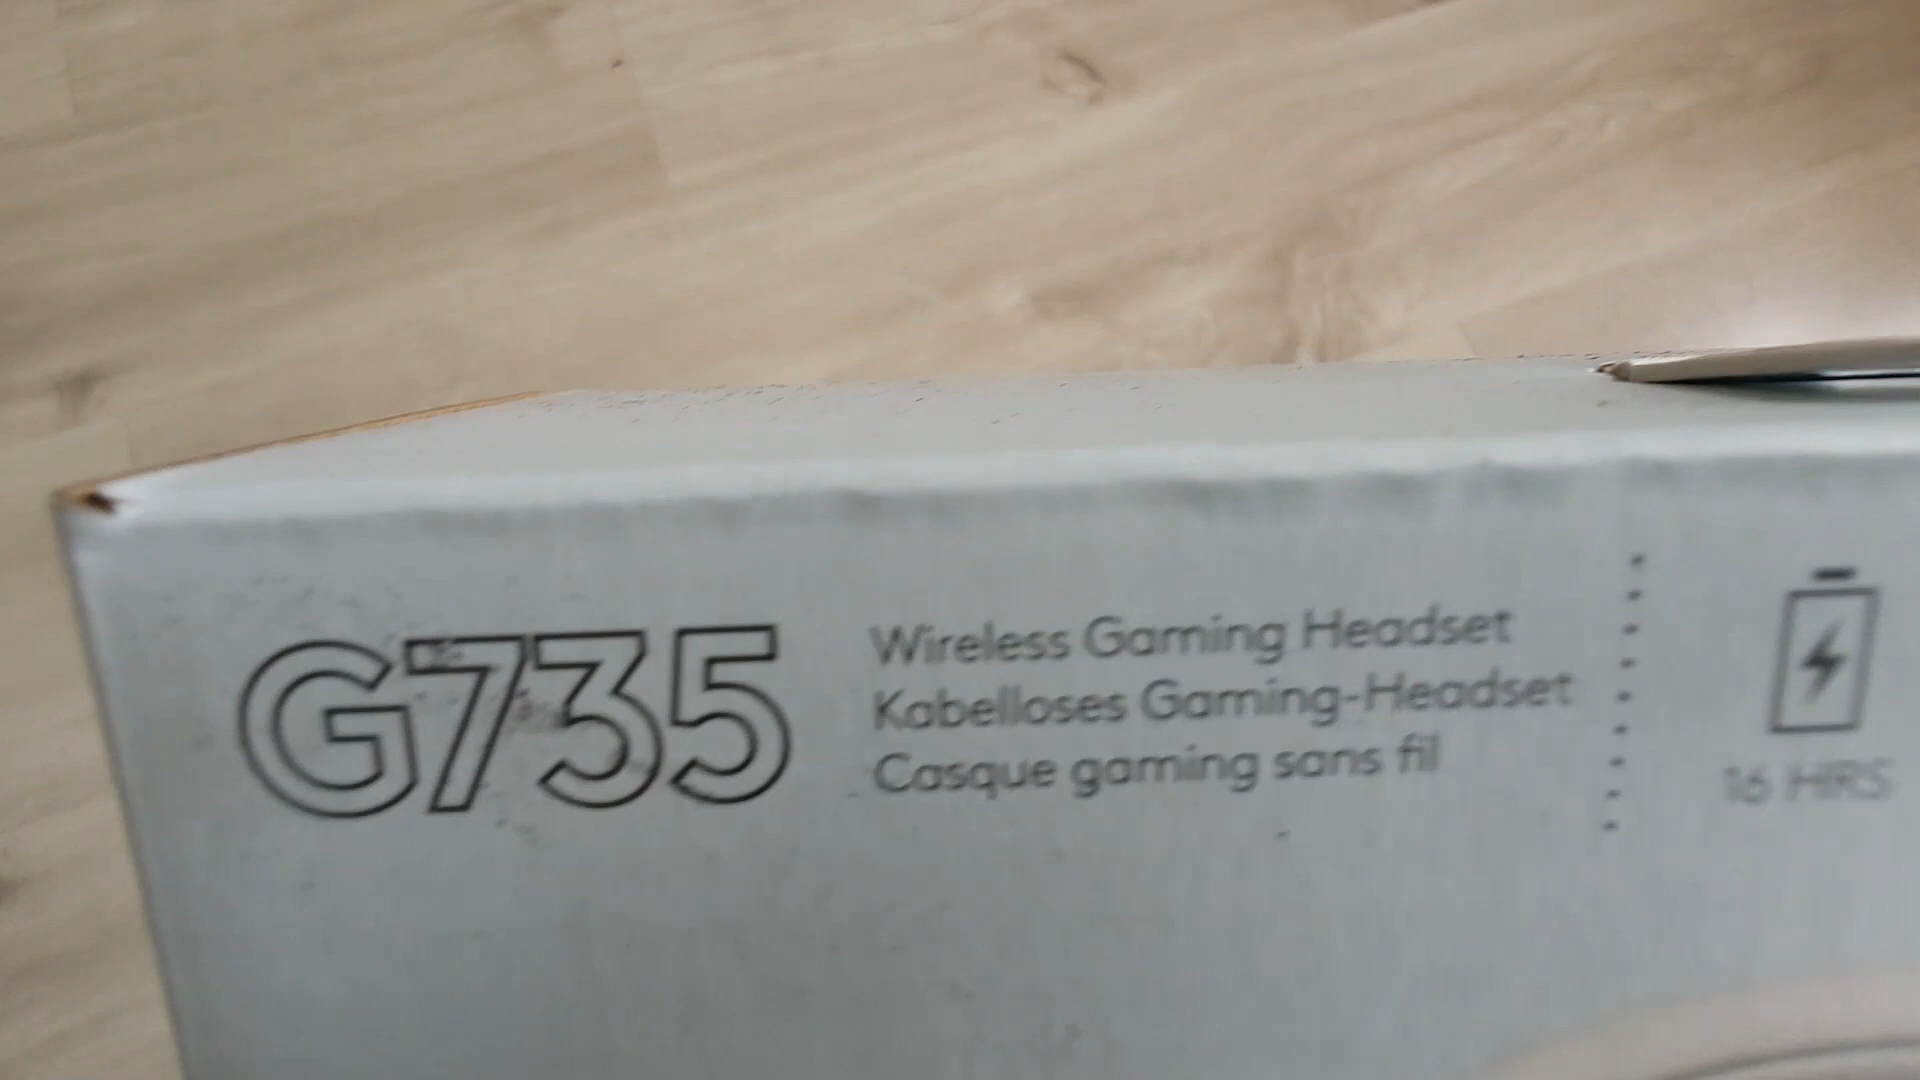 G735
Wireless Gaming Headset
Kabelloses Gaming-Headset
Casque gaming sans fil
16 HRS